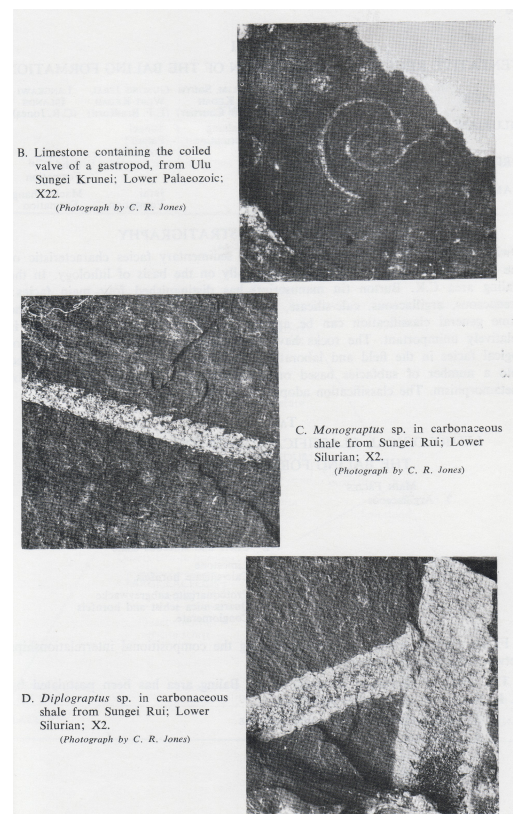 B. Limestone containing the coiled
valve of a gastropod, from Ulu
Sungei Krunei; Lower Palaeozoic;
X22.
(Photograph by C. R. Jones)
C. Monograptus sp. in carbonaceous
shale from Sungei Rui; Lower
Silurian; X2.
(Photograph by C. R. Jones)
D. Diplograptus sp. in carbonaceous
shale from Sungei Rui; Lower
Silurian; X2.
(Photograph by C. R. Jones)